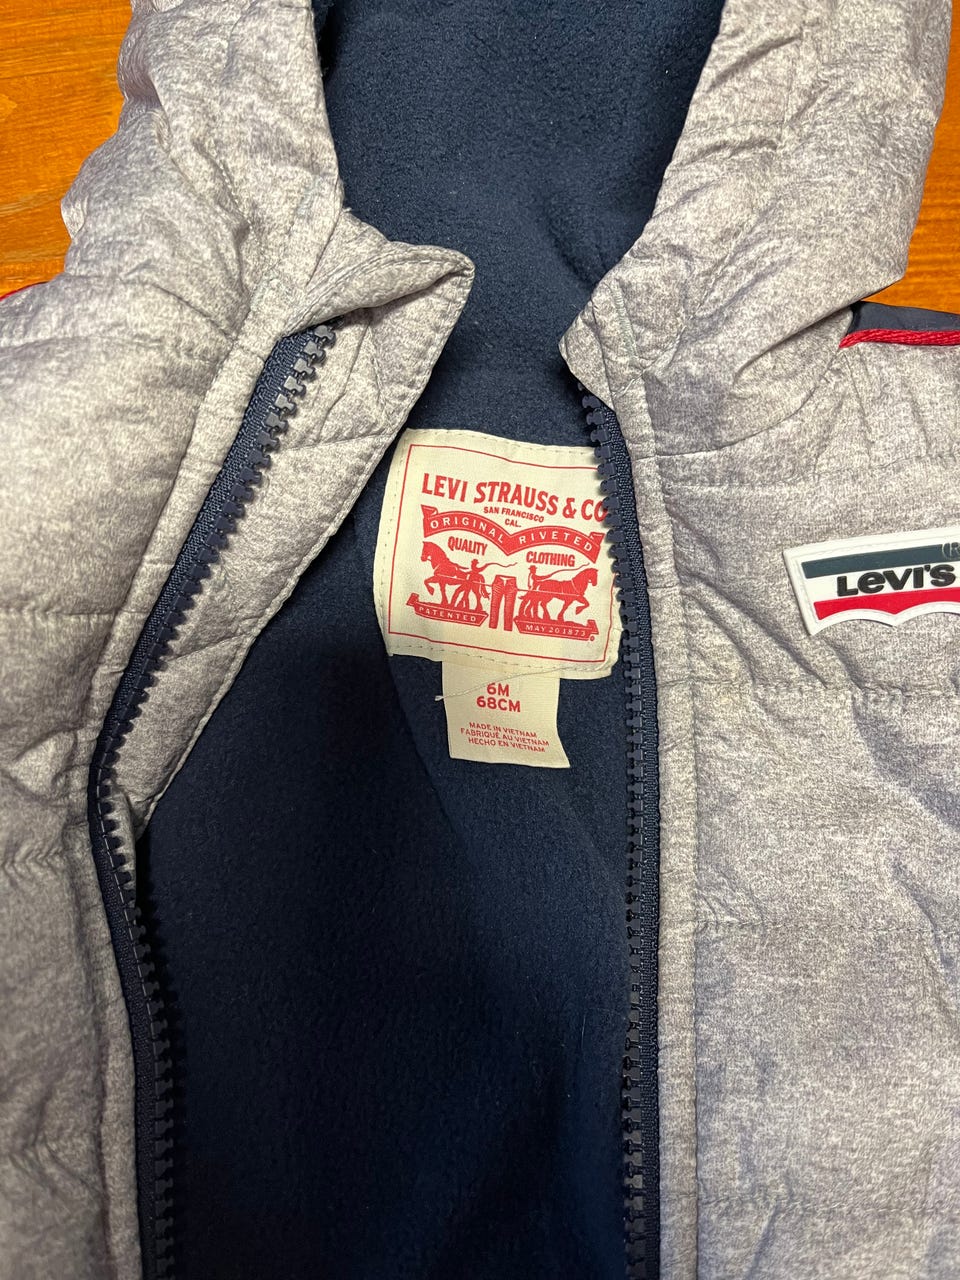 LEVI STRAUSS & CO
SAN FRANCISCO
CAL.
ORIGINAL RIVETED
QUALITY CLOTHING
PATENTED MAY 20 1873
6M
68CM
MADE IN VIETNAM
FABRIQUÉ AU VIETNAM
HECHO EN VIETNAM
®
LEVI'S